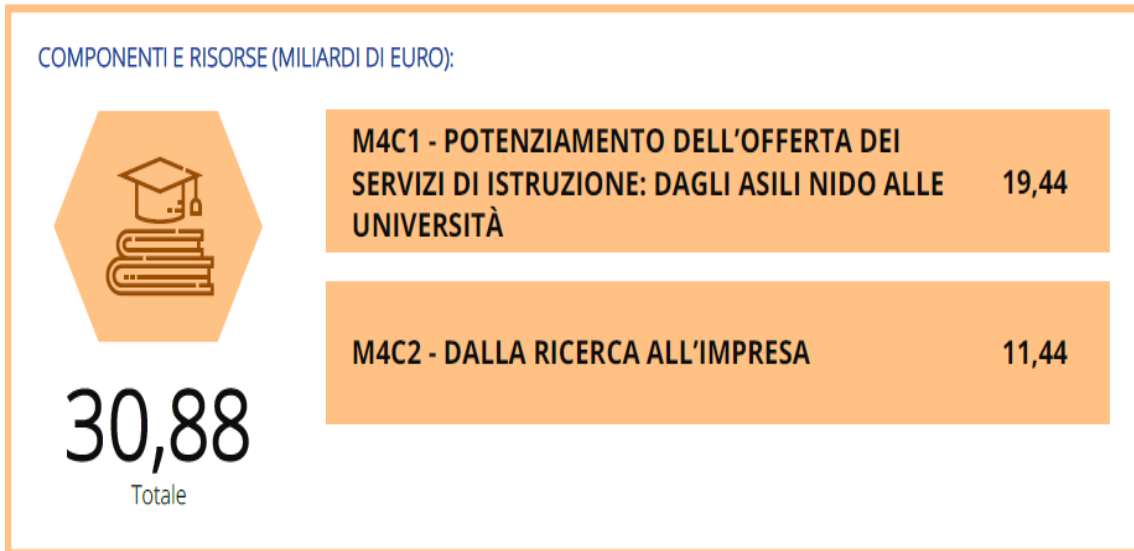 COMPONENTI E RISORSE (MILIARDI DI EURO):
M4C1 - POTENZIAMENTO DELL’OFFERTA DEI
SERVIZI DI ISTRUZIONE: DAGLI ASILI NIDO ALLE
UNIVERSITÀ
19,44
M4C2 - DALLA RICERCA ALL’IMPRESA
11,44
30,88
Totale